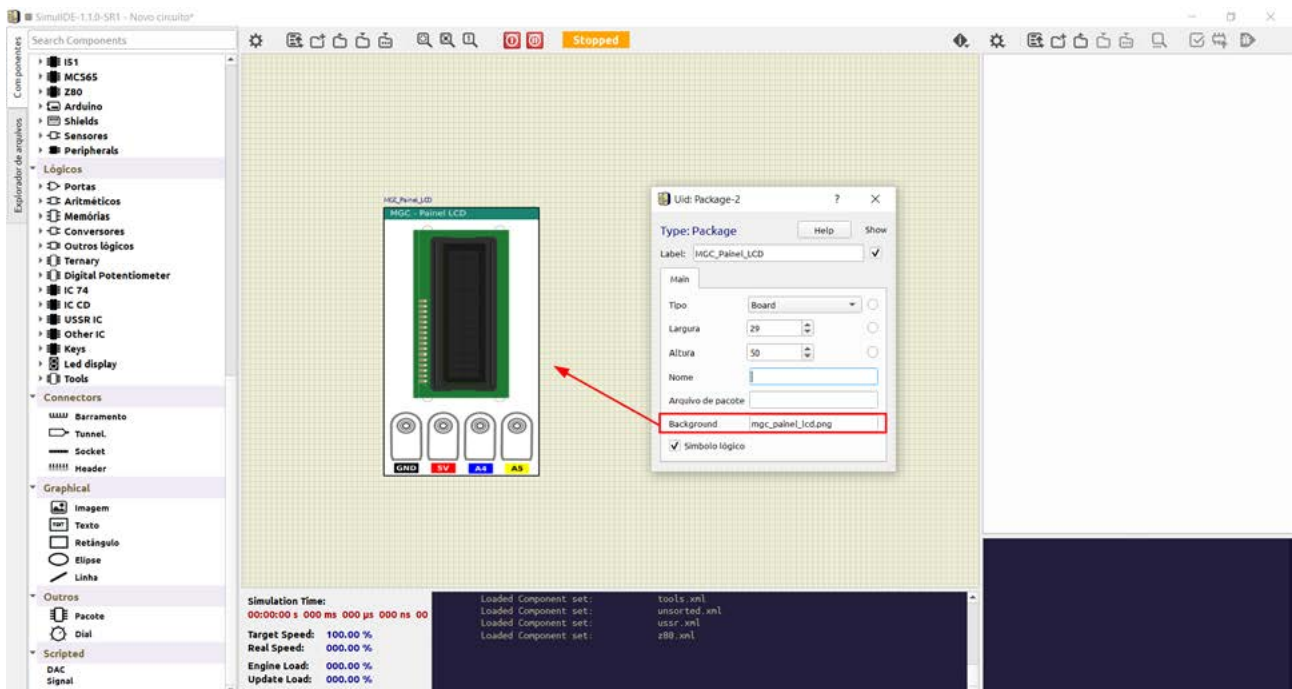 SimulIDE-1.1.0-SR1 - Novo circuito*
Componentes
Explorador de arquivos
Search Components
Stopped
I51
MCS65
Z80
Arduino
Shields
Sensores
Peripherals
Lógicos
Portas
Aritméticos
Memórias
Conversores
Outros lógicos
Ternary
Digital Potentiometer
IC 74
IC CD
USSR IC
Other IC
Keys
Led display
Tools
Connectors
Barramento
Tunnel.
Socket
Header
Graphical
Imagem
TEXT Texto
Retângulo
Elipse
Linha
Outros
Pacote
Dial
Scripted
DAC
Signal
MGC_Painel_LCD
MGC - Painel LCD
GND 5V A4 A5
Uid: Package-2 ?
Type: Package Help Show
Label: MGC_Painel_LCD
Main
Tipo Board
Largura 29
Altura 50
Nome
Arquivo de pacote
Background mgc_painel_lcd.png
Símbolo lógico
Simulation Time:
00:00:00 s 000 ms 000 µs 000 ns 00
Target Speed: 100.00 %
Real Speed: 000.00 %
Engine Load: 000.00 %
Update Load: 000.00 %
Loaded Component set: tools.xml
Loaded Component set: unsorted.xml
Loaded Component set: ussr.xml
Loaded Component set: z80.xml